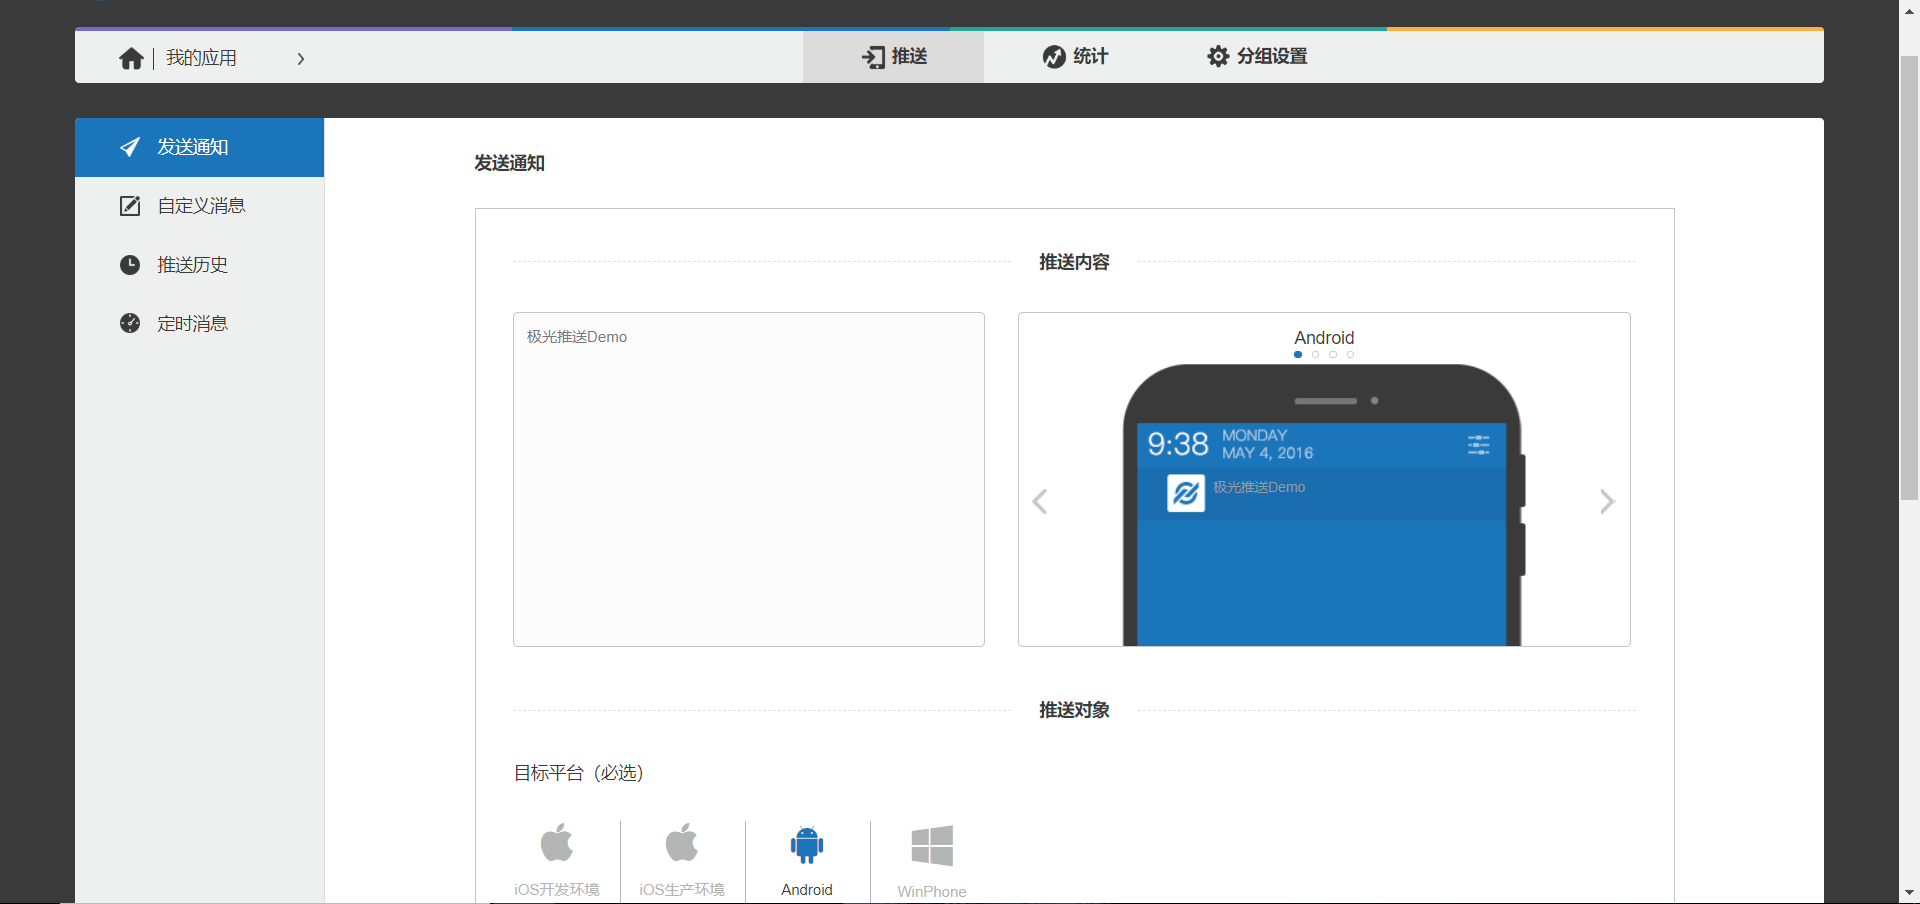 我的应用
推送
统计
分组设置
发送通知
自定义消息
推送历史
定时消息
发送通知
推送内容
极光推送Demo
Android
9:38
MONDAY
MAY 4, 2016
极光推送Demo
推送对象
目标平台（必选）
iOS开发环境
iOS生产环境
Android
WinPhone